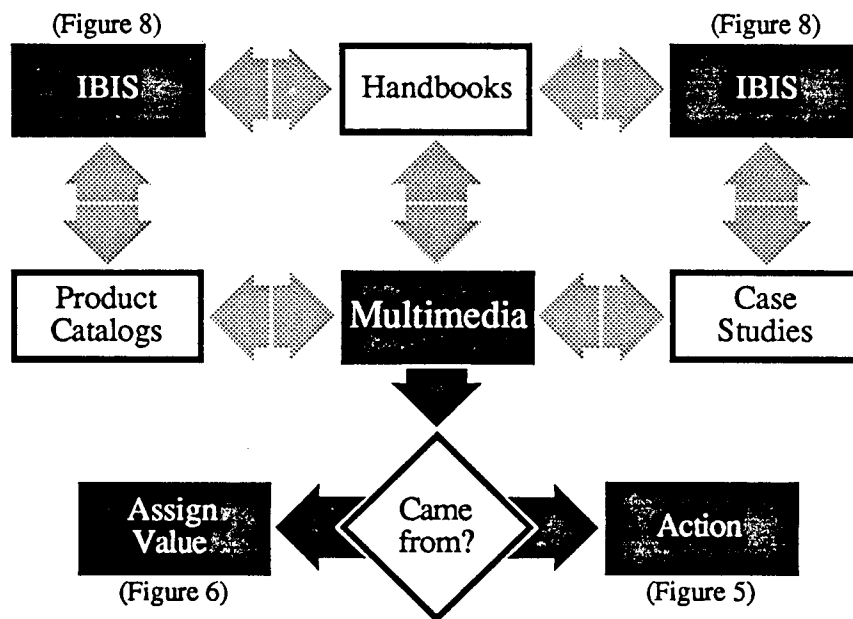 (Figure 8)
(Figure 8)
IBIS
Handbooks
IBIS
Product
Catalogs
Multimedia
Case
Studies
Assign
Value
Came
from?
Action
(Figure 6)
(Figure 5)